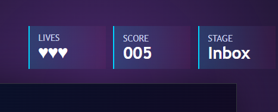 LIVES
♥♥♥
SCORE
005
STAGE
Inbox